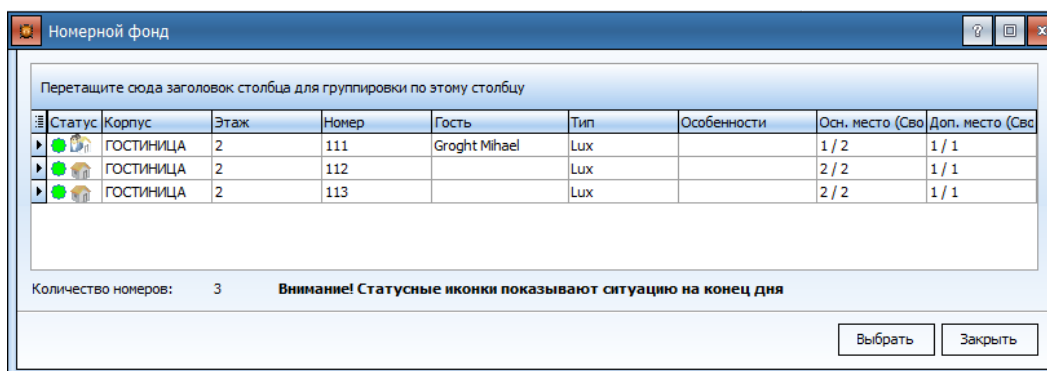 Номерной фонд
Перетащите сюда заголовок столбца для группировки по этому столбцу
Статус Корпус Этаж Номер Гость Тип Особенности Осн. место (Сво Доп. место (Сво
ГОСТИНИЦА 2 111 Groght Mihael Lux 1 / 2 1 / 1
ГОСТИНИЦА 2 112 Lux 2 / 2 1 / 1
ГОСТИНИЦА 2 113 Lux 2 / 2 1 / 1
Количество номеров: 3 Внимание! Статусные иконки показывают ситуацию на конец дня
Выбрать Закрыть